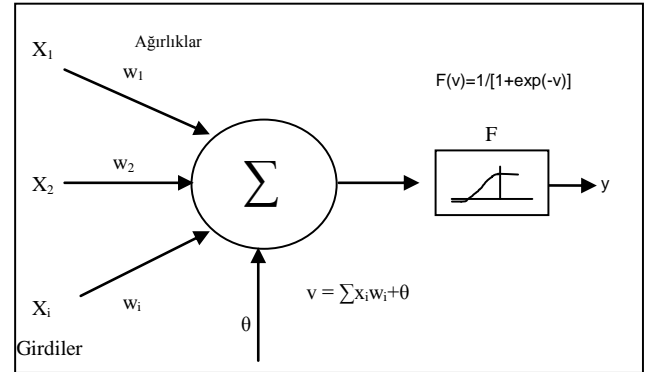 Ağırlıklar
X₁
w₁
F(v)=1/[1+exp(-v)]
F
w₂
∑
X₂
y
wᵢ
v = ∑xᵢwᵢ+θ
Xᵢ
θ
Girdiler